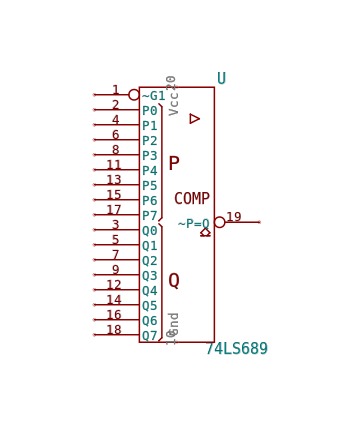 U
Vcc 20
1 ~G1
2 P0
4 P1
6 P2
8 P3
11 P4
13 P5
15 P6
17 P7
3 Q0
5 Q1
7 Q2
9 Q3
12 Q4
14 Q5
16 Q6
18 Q7
P
COMP
~P=Q 19
Q
Gnd 10
74LS689